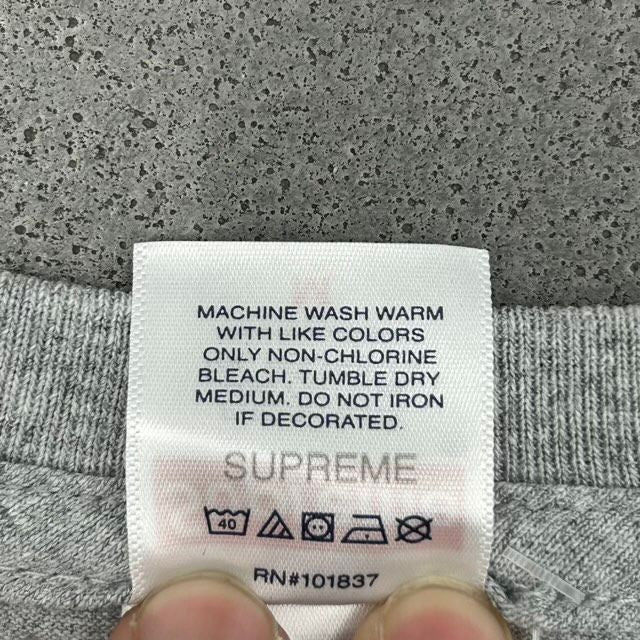 MACHINE WASH WARM
WITH LIKE COLORS
ONLY NON-CHLORINE
BLEACH. TUMBLE DRY
MEDIUM. DO NOT IRON
IF DECORATED.
SUPREME
40
RN#101837